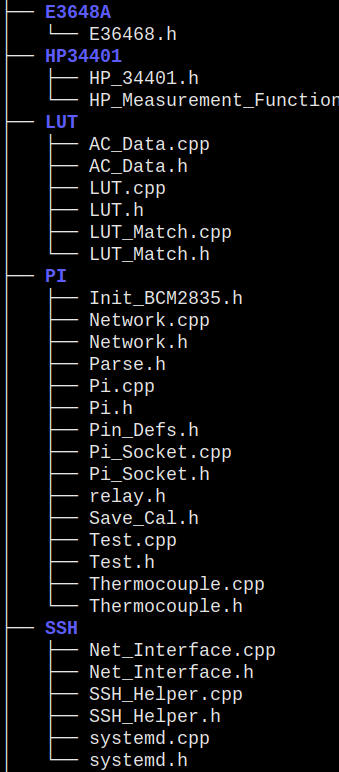 E3648A
E36468.h
HP34401
HP_34401.h
HP_Measurement_Function
LUT
AC_Data.cpp
AC_Data.h
LUT.cpp
LUT.h
LUT_Match.cpp
LUT_Match.h
PI
Init_BCM2835.h
Network.cpp
Network.h
Parse.h
Pi.cpp
Pi.h
Pin_Defs.h
Pi_Socket.cpp
Pi_Socket.h
relay.h
Save_Cal.h
Test.cpp
Test.h
Thermocouple.cpp
Thermocouple.h
SSH
Net_Interface.cpp
Net_Interface.h
SSH_Helper.cpp
SSH_Helper.h
systemd.cpp
systemd.h